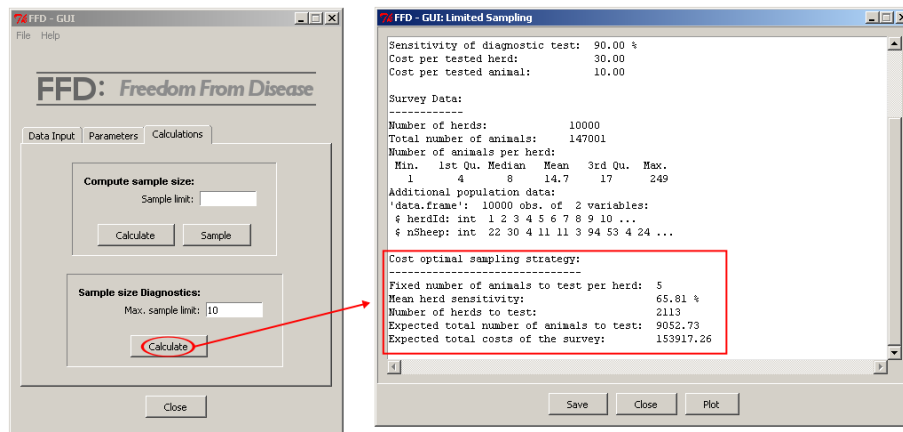 FFD - GUI
File Help
FFD: Freedom From Disease
Data Input Parameters Calculations
Compute sample size:
Sample limit:
Calculate Sample
Sample size Diagnostics:
Max. sample limit: 10
Calculate
Close
FFD - GUI: Limited Sampling
Sensitivity of diagnostic test: 90.00 %
Cost per tested herd: 30.00
Cost per tested animal: 10.00
Survey Data:
------------
Number of herds: 10000
Total number of animals: 147001
Number of animals per herd:
Min. 1st Qu. Median Mean 3rd Qu. Max.
1 4 8 14.7 17 249
Additional population data:
'data.frame': 10000 obs. of 2 variables:
$ herdId: int 1 2 3 4 5 6 7 8 9 10 ...
$ nSheep: int 22 30 4 11 11 3 94 53 4 24 ...
Cost optimal sampling strategy:
-------------------------------
Fixed number of animals to test per herd: 5
Mean herd sensitivity: 65.81 %
Number of herds to test: 2113
Expected total number of animals to test: 9052.73
Expected total costs of the survey: 153917.26
Save Close Plot